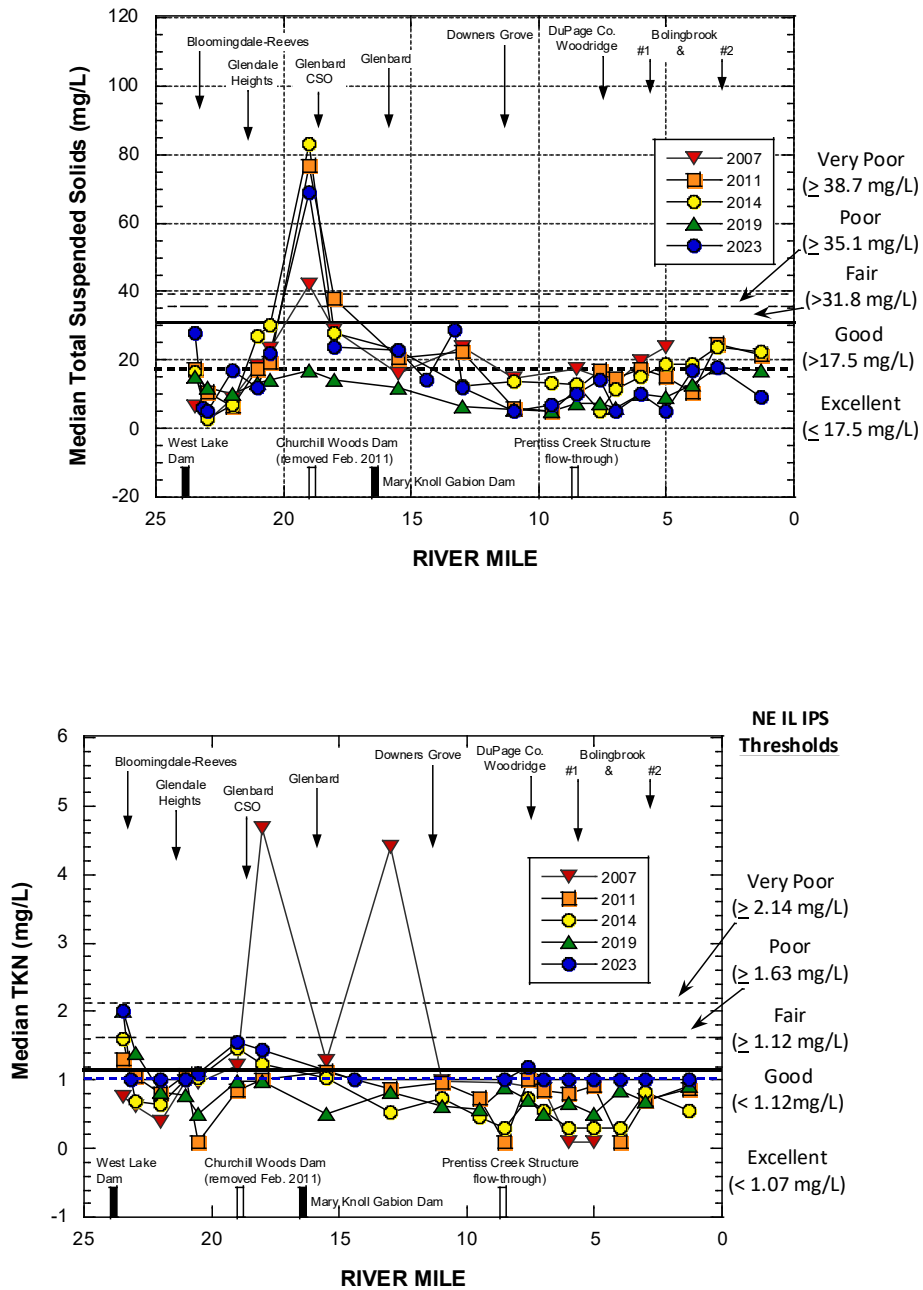 120
100
80
60
40
20
0
-20
Median Total Suspended Solids (mg/L)
Bloomingdale-Reeves
Glendale
Heights
Glenbard
CSO
Glenbard
Downers Grove
DuPage Co.
Woodridge
Bolingbrook
#1 & #2
2007
2011
2014
2019
2023
Very Poor
(≥ 38.7 mg/L)
Poor
(≥ 35.1 mg/L)
Fair
(>31.8 mg/L)
Good
(>17.5 mg/L)
Excellent
(≤ 17.5 mg/L)
West Lake
Dam
Churchill Woods Dam
(removed Feb. 2011)
Mary Knoll Gabion Dam
Prentiss Creek Structure
flow-through)
25 20 15 10 5 0
RIVER MILE
NE IL IPS
Thresholds
6
5
4
3
2
1
0
-1
Median TKN (mg/L)
Bloomingdale-Reeves
Glendale
Heights
Glenbard
CSO
Glenbard
Downers Grove
DuPage Co.
Woodridge
Bolingbrook
#1 & #2
2007
2011
2014
2019
2023
Very Poor
(≥ 2.14 mg/L)
Poor
(≥ 1.63 mg/L)
Fair
(≥ 1.12 mg/L)
Good
(< 1.12mg/L)
Excellent
(< 1.07 mg/L)
West Lake
Dam
Churchill Woods Dam
(removed Feb. 2011)
Mary Knoll Gabion Dam
Prentiss Creek Structure
flow-through)
25 20 15 10 5 0
RIVER MILE